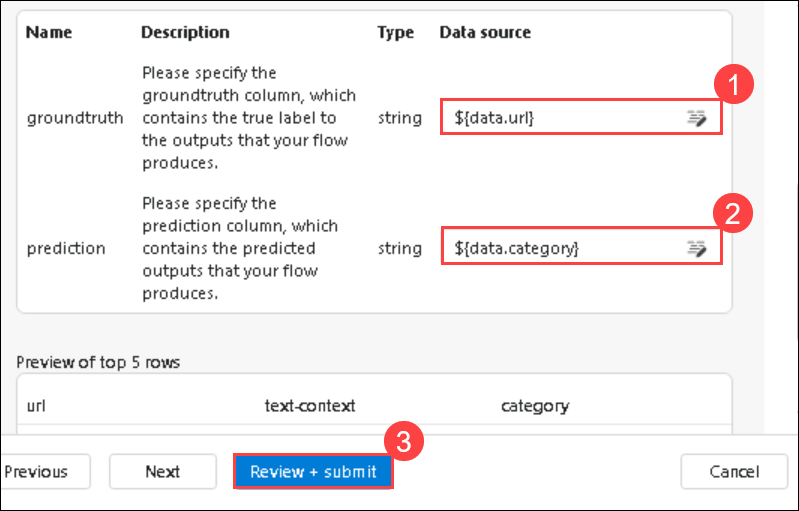 Name Description Type Data source
Please specify the
groundtruth column, which
contains the true label to
the outputs that your flow
produces.
groundtruth
string
${data.url}
1
Please specify the
prediction column, which
contains the predicted
outputs that your flow
produces.
prediction
string
${data.category}
2
Preview of top 5 rows
url text-context category
3
Previous Next Review + submit Cancel